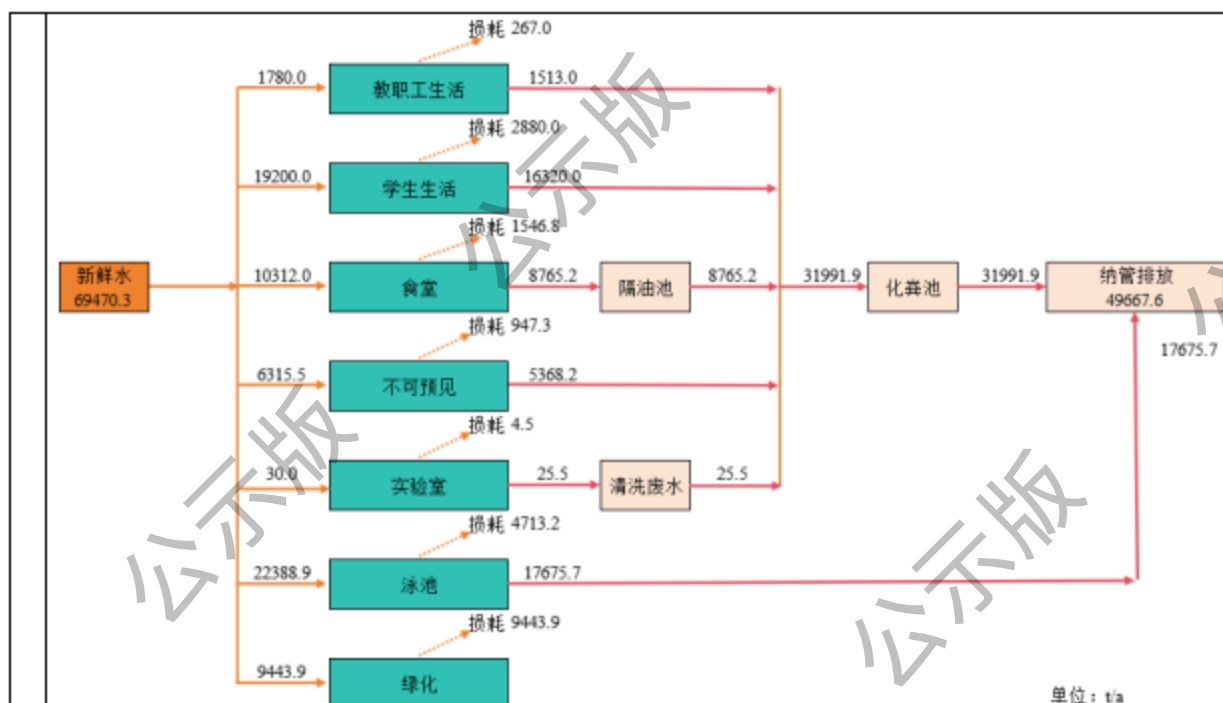 损耗 267.0
1780.0
教职工生活
1513.0
损耗 2880.0
19200.0
学生生活
16320.0
损耗 1546.8
新鲜水
69470.3
10312.0
食堂
8765.2
隔油池
8765.2
31991.9
化粪池
31991.9
纳管排放
49667.6
17675.7
损耗 947.3
6315.5
不可预见
5368.2
损耗 4.5
30.0
实验室
25.5
清洗废水
25.5
损耗 4713.2
22388.9
泳池
17675.7
损耗 9443.9
9443.9
绿化
单位：t/a
公示版
公示版
公示版